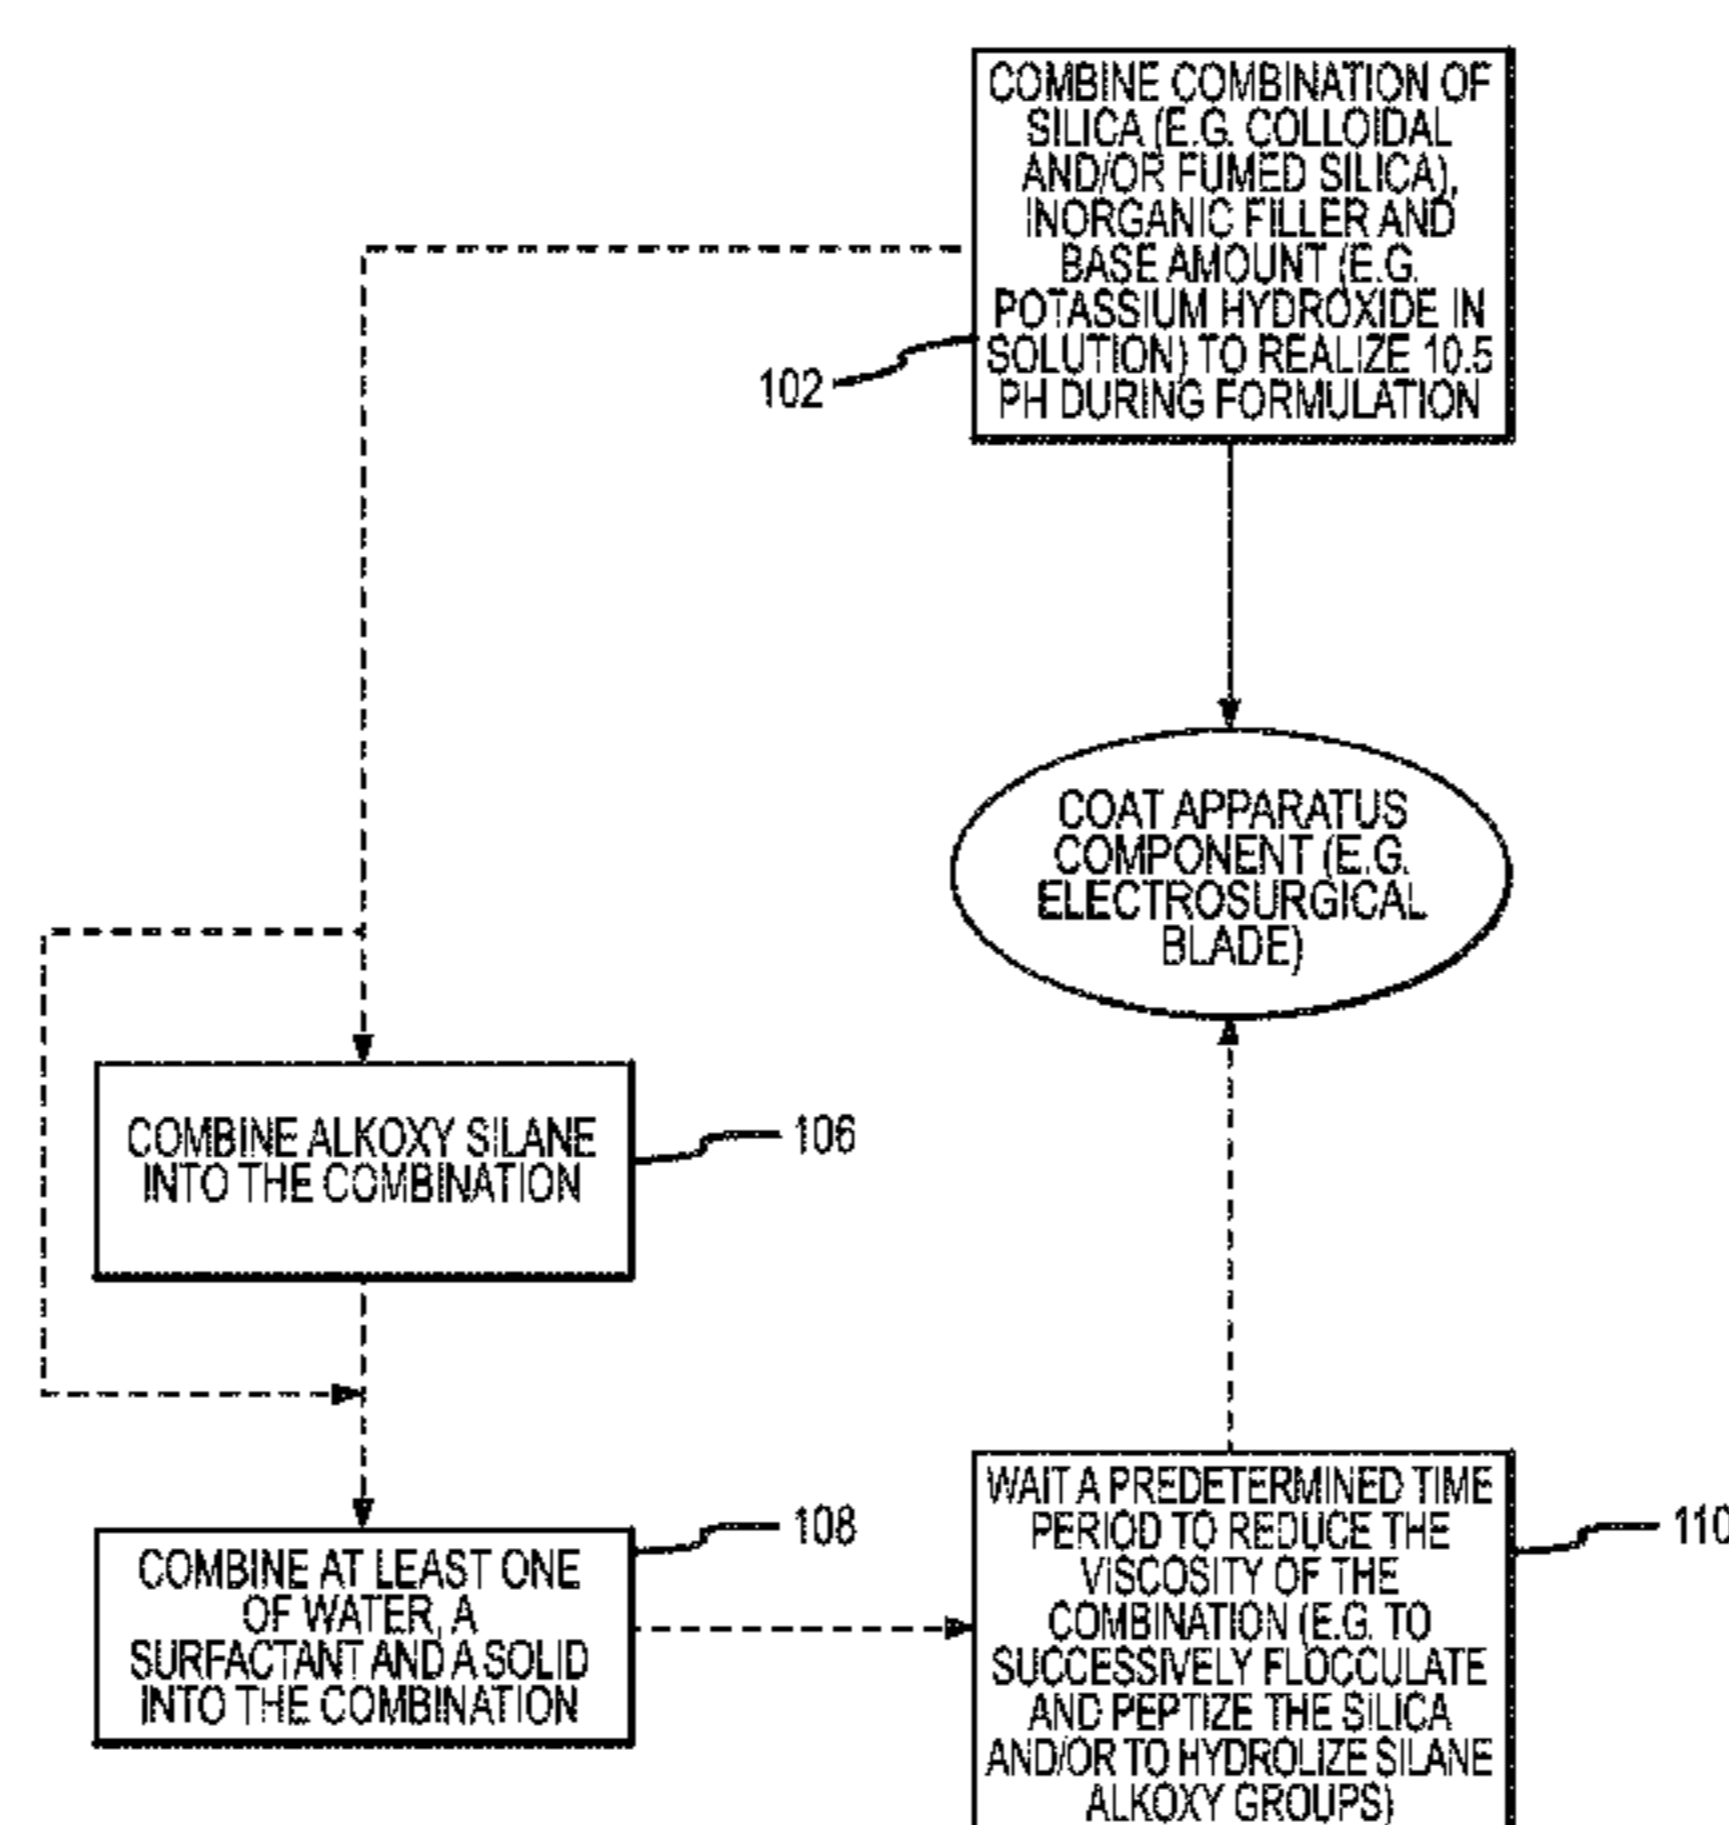 COMBINE COMBINATION OF
SILICA (E.G. COLLOIDAL
AND/OR FUMED SILICA),
INORGANIC FILLER AND
BASE AMOUNT (E.G.
POTASSIUM HYDROXIDE IN
SOLUTION) TO REALIZE 10.5
PH DURING FORMULATION
102
COAT APPARATUS
COMPONENT (E.G.
ELECTROSURGICAL
BLADE)
COMBINE ALKOXY SILANE
INTO THE COMBINATION
106
COMBINE AT LEAST ONE
OF WATER, A
SURFACTANT AND A SOLID
INTO THE COMBINATION
108
WAIT A PREDETERMINED TIME
PERIOD TO REDUCE THE
VISCOSITY OF THE
COMBINATION (E.G. TO
SUCCESSIVELY FLOCCULATE
AND PEPTIZE THE SILICA
AND/OR TO HYDROLIZE SILANE
ALKOXY GROUPS)
110